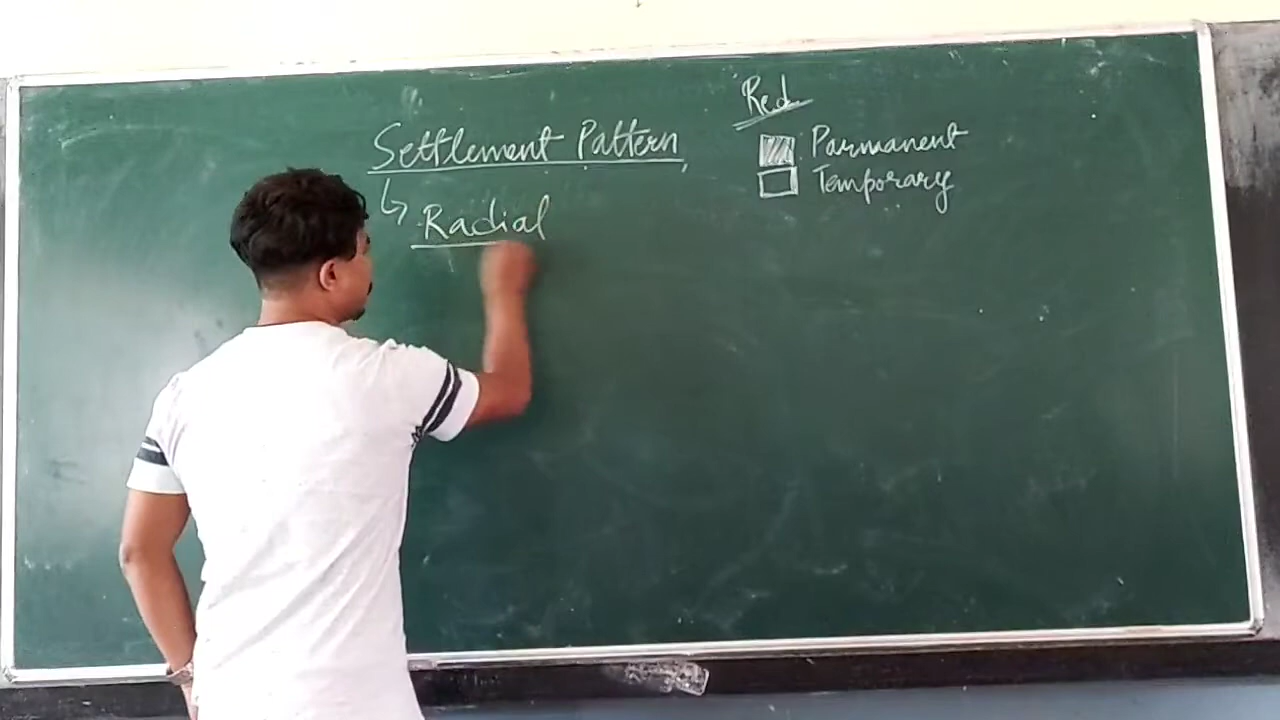 Settlement Pattern
Radial
Red
Parmanent
Temporary